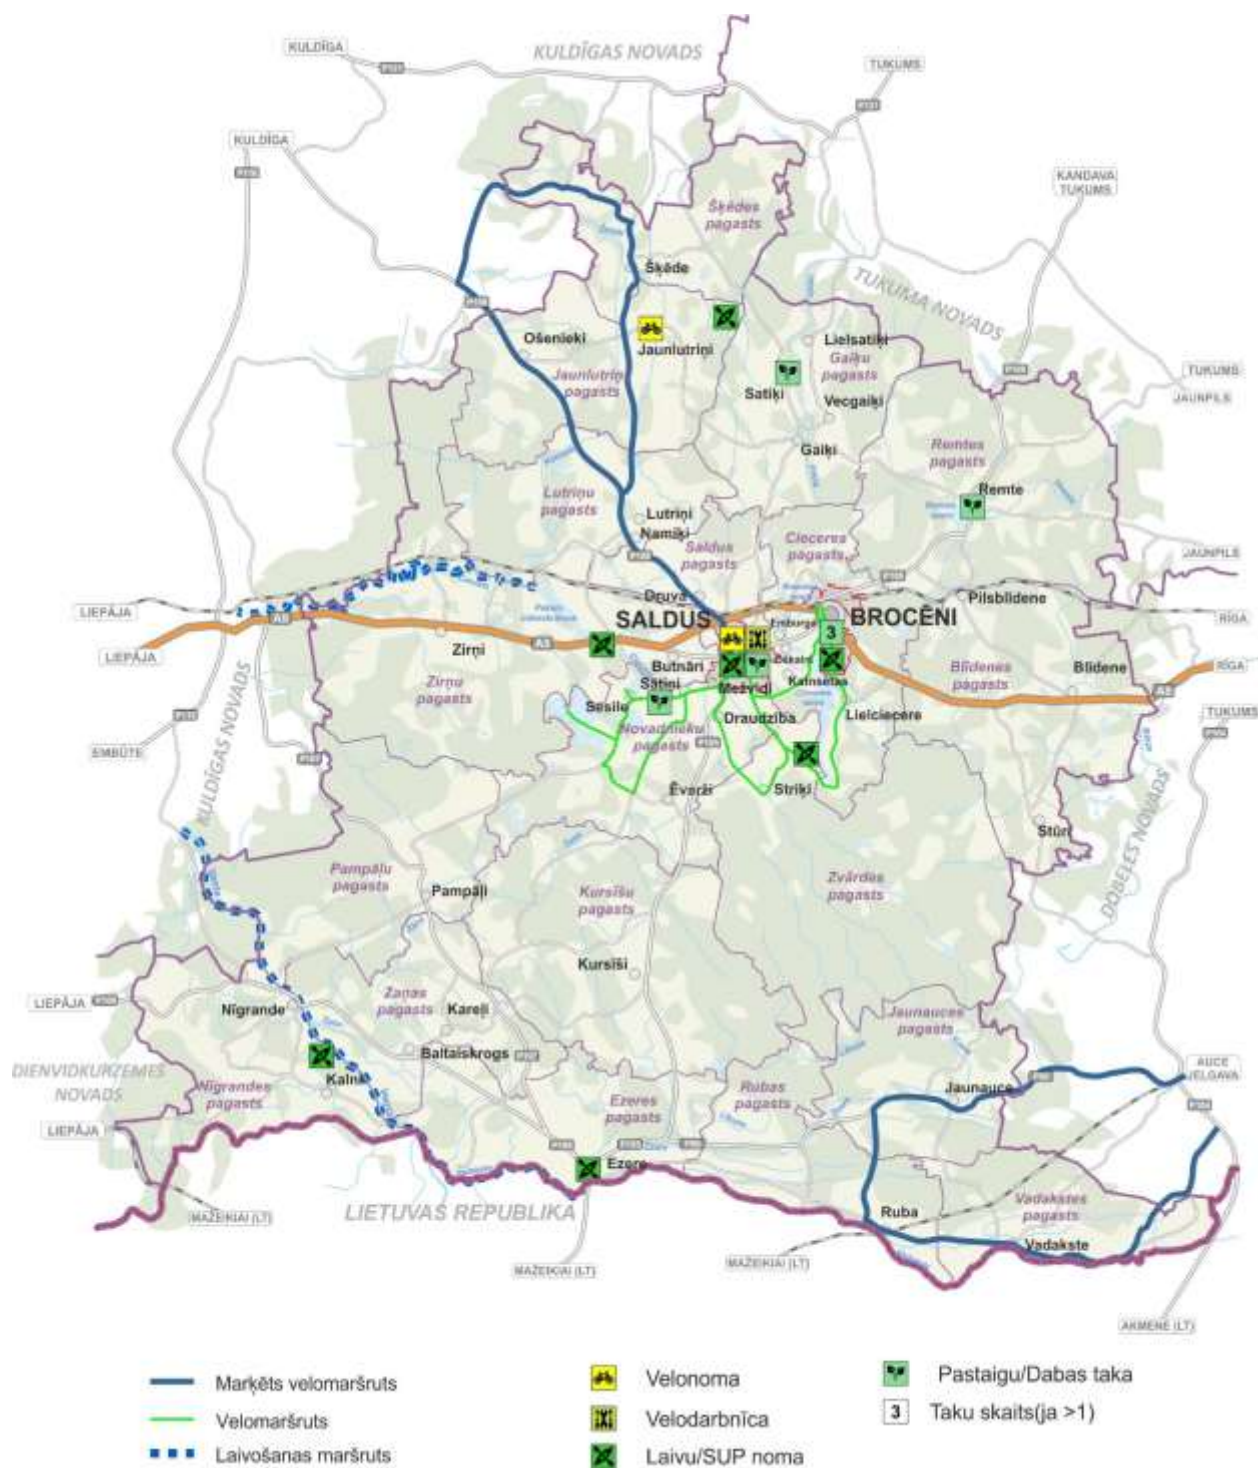 KULDĪGA
KULDĪGAS NOVADS
TUKUMS
KULDĪGA
KANDAVA
TUKUMS
Šķēdes
pagasts
Šķēde
TUKUMA NOVADS
Ošenieki
Jaunlutriņi
Jaunlutriņu
pagasts
Lielsatiķi
Gaiķu
pagasts
Satiķi
Vecgaiķi
TUKUMS
JAUNPILS
Gaiķi
Remtes
pagasts
Remte
Lutriņu
pagasts
Lutriņi
Namiķi
Saldus
pagasts
Cieceres
pagasts
JAUNPILS
LIEPĀJA
Druva
SALDUS
BROCĒNI
Emburga
Pilsblīdene
RĪGA
3
LIEPĀJA
Zirņi
Butnāri
Blīdenes
pagasts
Blīdene
RĪGA
Zirņu
pagasts
Sātiņi
Mežvidi
Kalnsētas
Sesile
Novadnieku
pagasts
Draudzība
Lielciecere
TUKUMS
EMBŪTE
KULDĪGAS NOVADS
Ēvarži
Striķi
Stūri
DOBELES NOVADS
Pampāļu
pagasts
Pampāļi
Kursīšu
pagasts
Zvārdes
pagasts
Kursīši
LIEPĀJA
Nīgrande
Žaņas
pagasts
Kareļi
Jaunauces
pagasts
Baltaiskrogs
DIENVIDKURZEMES
NOVADS
Kalni
Nīgrandes
pagasts
Ezeres
pagasts
Rubas
pagasts
Jaunauce
AUCE
JELGAVA
LIEPĀJA
Ezere
MAŽEIKIAI (LT)
LIETUVAS REPUBLIKA
Ruba
Vadakstes
pagasts
Vadakste
MAŽEIKIAI (LT)
MAŽEIKIAI (LT)
AKMENE (LT)
Marķēts velomaršruts
Velomaršruts
Laivošanas maršruts
Velonoma
Velodarbnīca
Laivu/SUP noma
Pastaigu/Dabas taka
3 Taku skaits(ja >1)